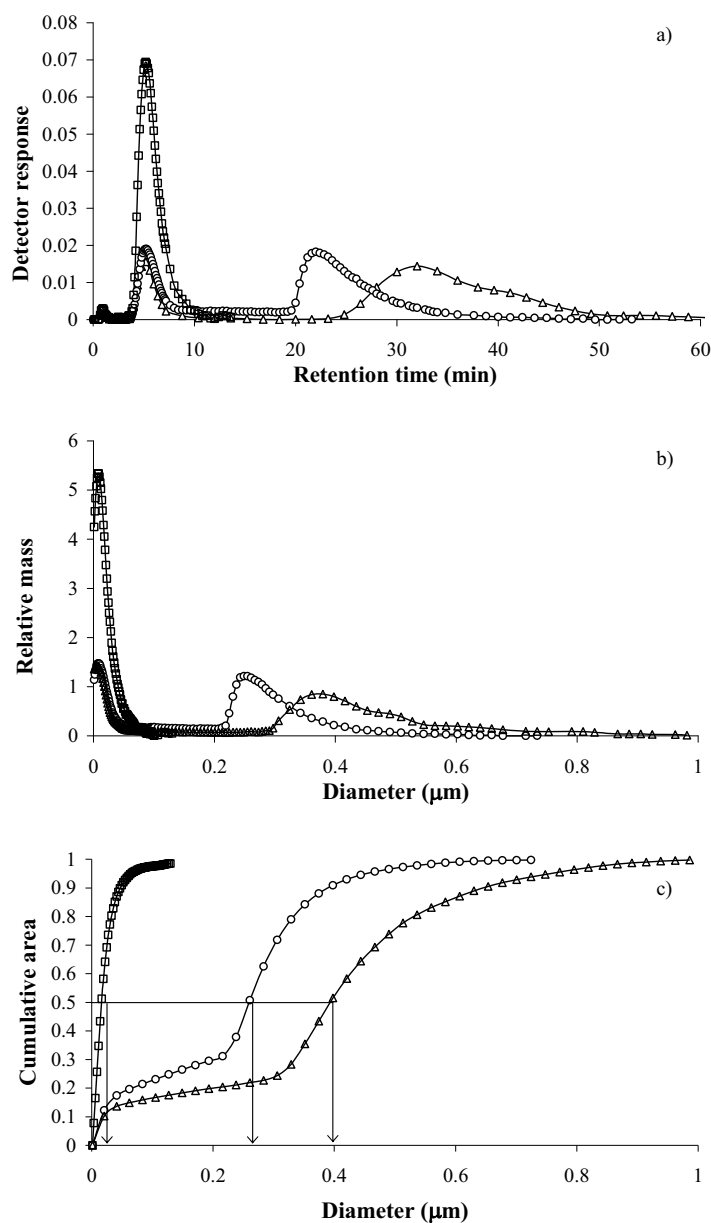 a)
Detector response
0.08
0.07
0.06
0.05
0.04
0.03
0.02
0.01
0
0 10 20 30 40 50 60
Retention time (min)
b)
Relative mass
6
5
4
3
2
1
0
0 0.2 0.4 0.6 0.8 1
Diameter (μm)
c)
Cumulative area
1
0.9
0.8
0.7
0.6
0.5
0.4
0.3
0.2
0.1
0
0 0.2 0.4 0.6 0.8 1
Diameter (μm)